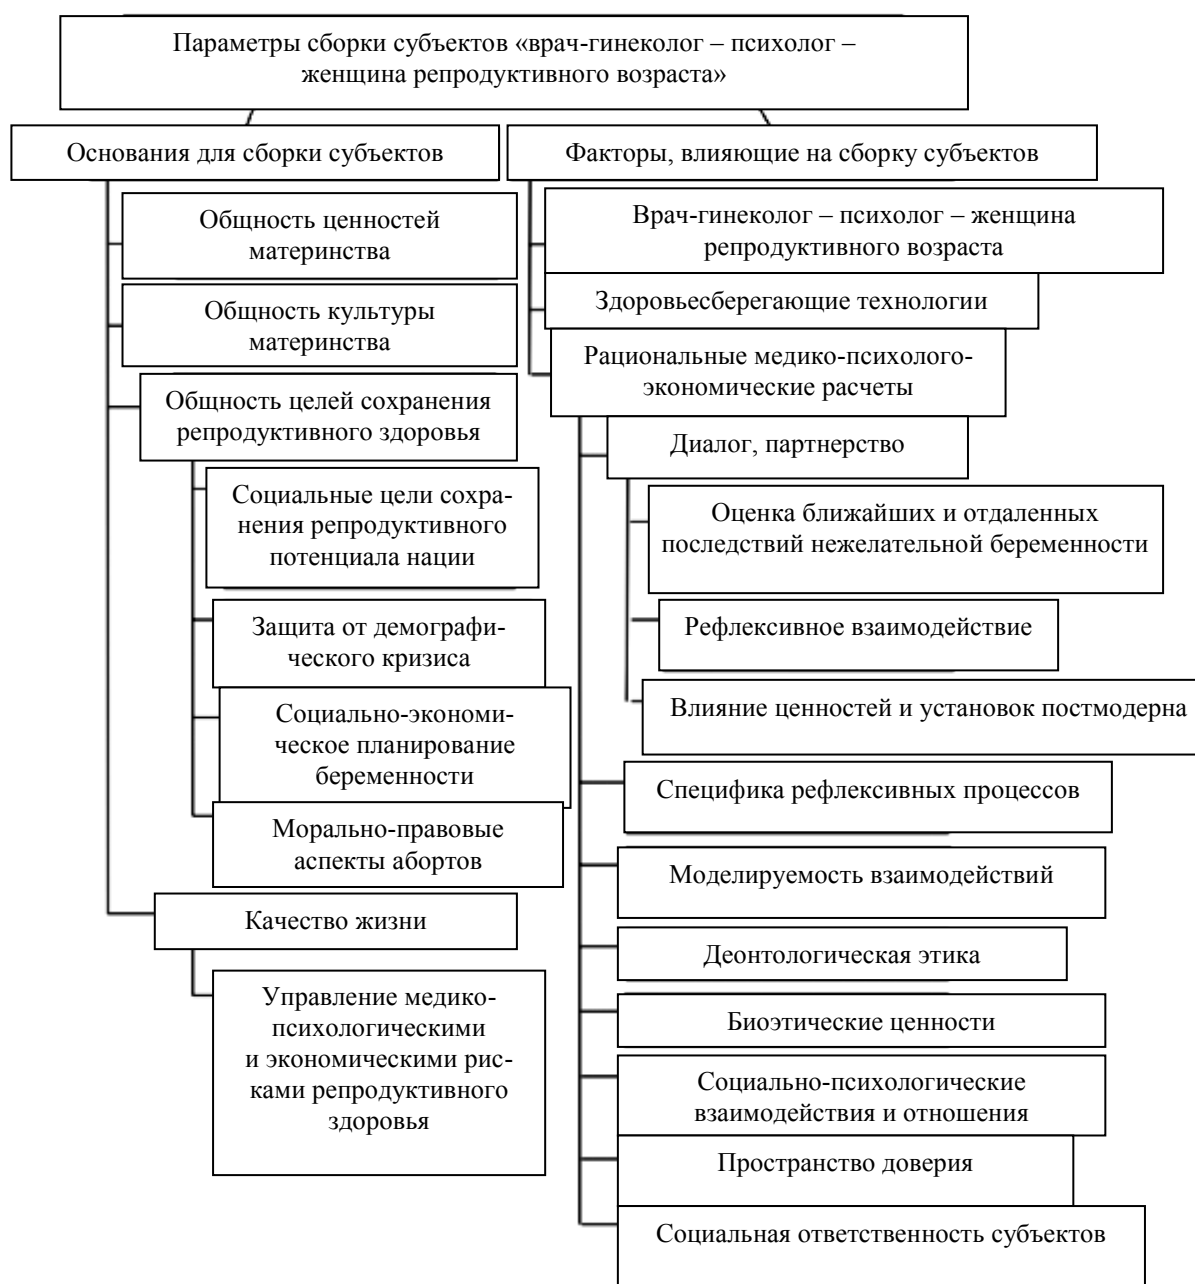 Параметры сборки субъектов «врач-гинеколог – психолог –
женщина репродуктивного возраста»
Основания для сборки субъектов
Общность ценностей
материнства
Общность культуры
материнства
Общность целей сохранения
репродуктивного здоровья
Социальные цели сохра-
нения репродуктивного
потенциала нации
Защита от демографи-
ческого кризиса
Социально-экономи-
ческое планирование
беременности
Морально-правовые
аспекты абортов
Качество жизни
Управление медико-
психологическими
и экономическими рис-
ками репродуктивного
здоровья
Факторы, влияющие на сборку субъектов
Врач-гинеколог – психолог – женщина
репродуктивного возраста
Здоровьесберегающие технологии
Рациональные медико-психолого-
экономические расчеты
Диалог, партнерство
Оценка ближайших и отдаленных
последствий нежелательной беременности
Рефлексивное взаимодействие
Влияние ценностей и установок постмодерна
Специфика рефлексивных процессов
Моделируемость взаимодействий
Деонтологическая этика
Биоэтические ценности
Социально-психологические
взаимодействия и отношения
Пространство доверия
Социальная ответственность субъектов